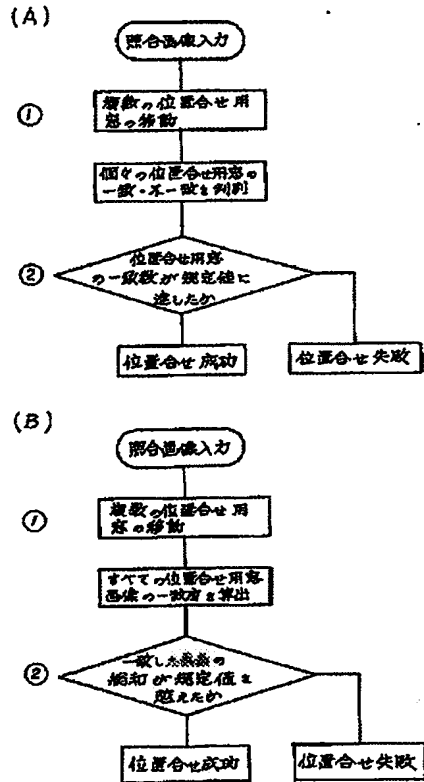 (A)
照合画像入力
①
複数の位置合せ用
窓の移動
個々の位置合せ用窓の
一致・不一致を判別
②
位置合せ用窓
の一致数が規定値に
達したか
位置合せ成功
位置合せ失敗
(B)
照合画像入力
①
複数の位置合せ用
窓の移動
すべての位置合せ用窓
画像の一致度を算出
②
一致した
総和が規定値を
超えたか
位置合せ成功
位置合せ失敗